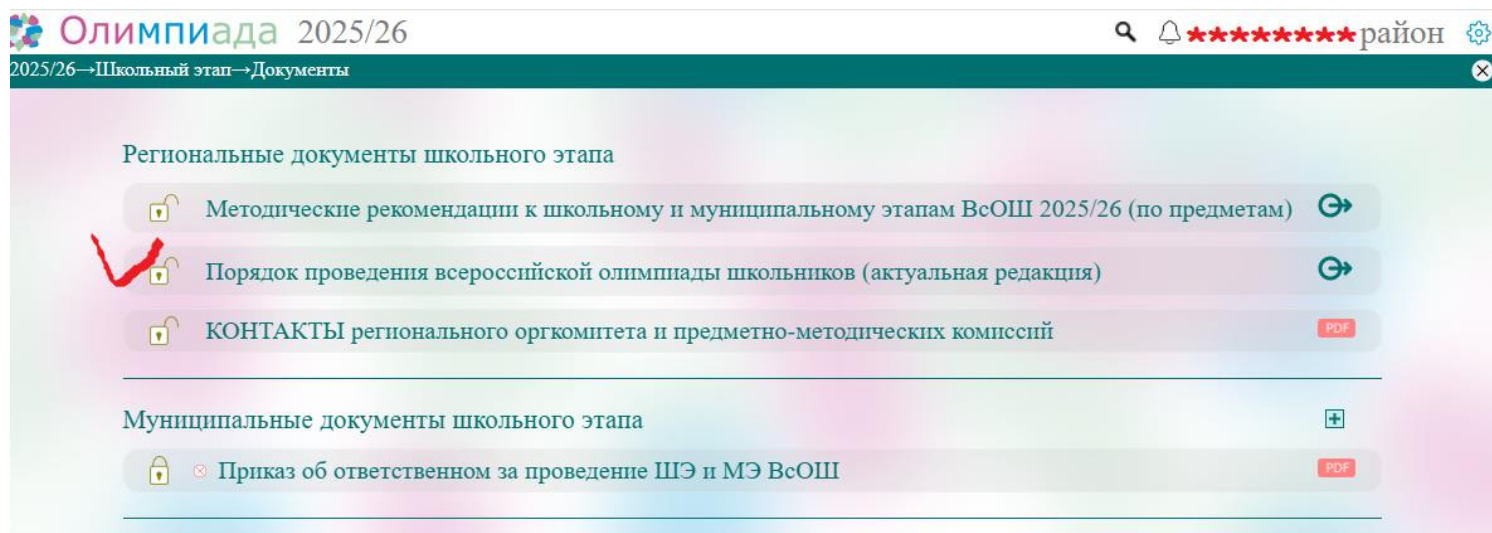 Олимпиада 2025/26
********район
2025/26→Школьный этап→Документы
Региональные документы школьного этапа
Методические рекомендации к школьному и муниципальному этапам ВсОШ 2025/26 (по предметам)
Порядок проведения всероссийской олимпиады школьников (актуальная редакция)
КОНТАКТЫ регионального оргкомитета и предметно-методических комиссий PDF
Муниципальные документы школьного этапа
Приказ об ответственном за проведение ШЭ и МЭ ВсОШ PDF